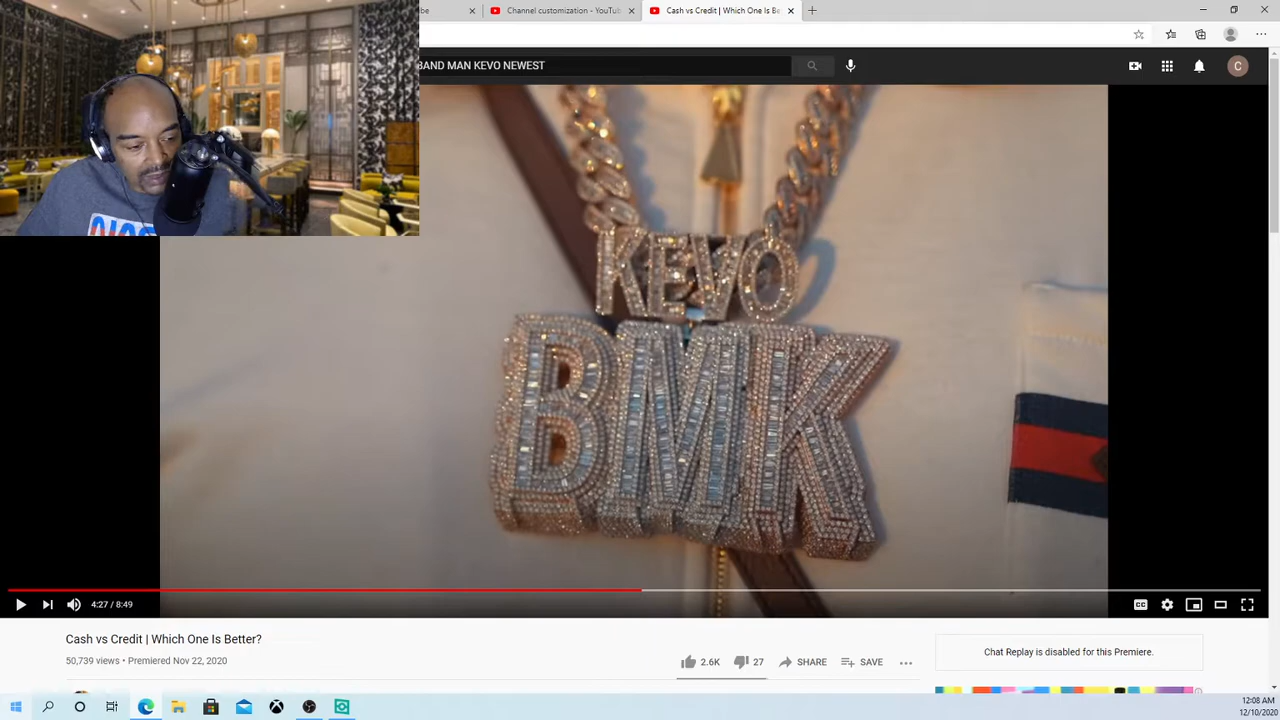 be
Channel customization - YouTub
Cash vs Credit | Which One Is Be
BAND MAN KEVO NEWEST
C
KEVO
BMK
4:27 / 8:49
CC
Cash vs Credit | Which One Is Better?
50,739 views • Premiered Nov 22, 2020
2.6K
27
SHARE
SAVE
Chat Replay is disabled for this Premiere.
12:08 AM
12/10/2020